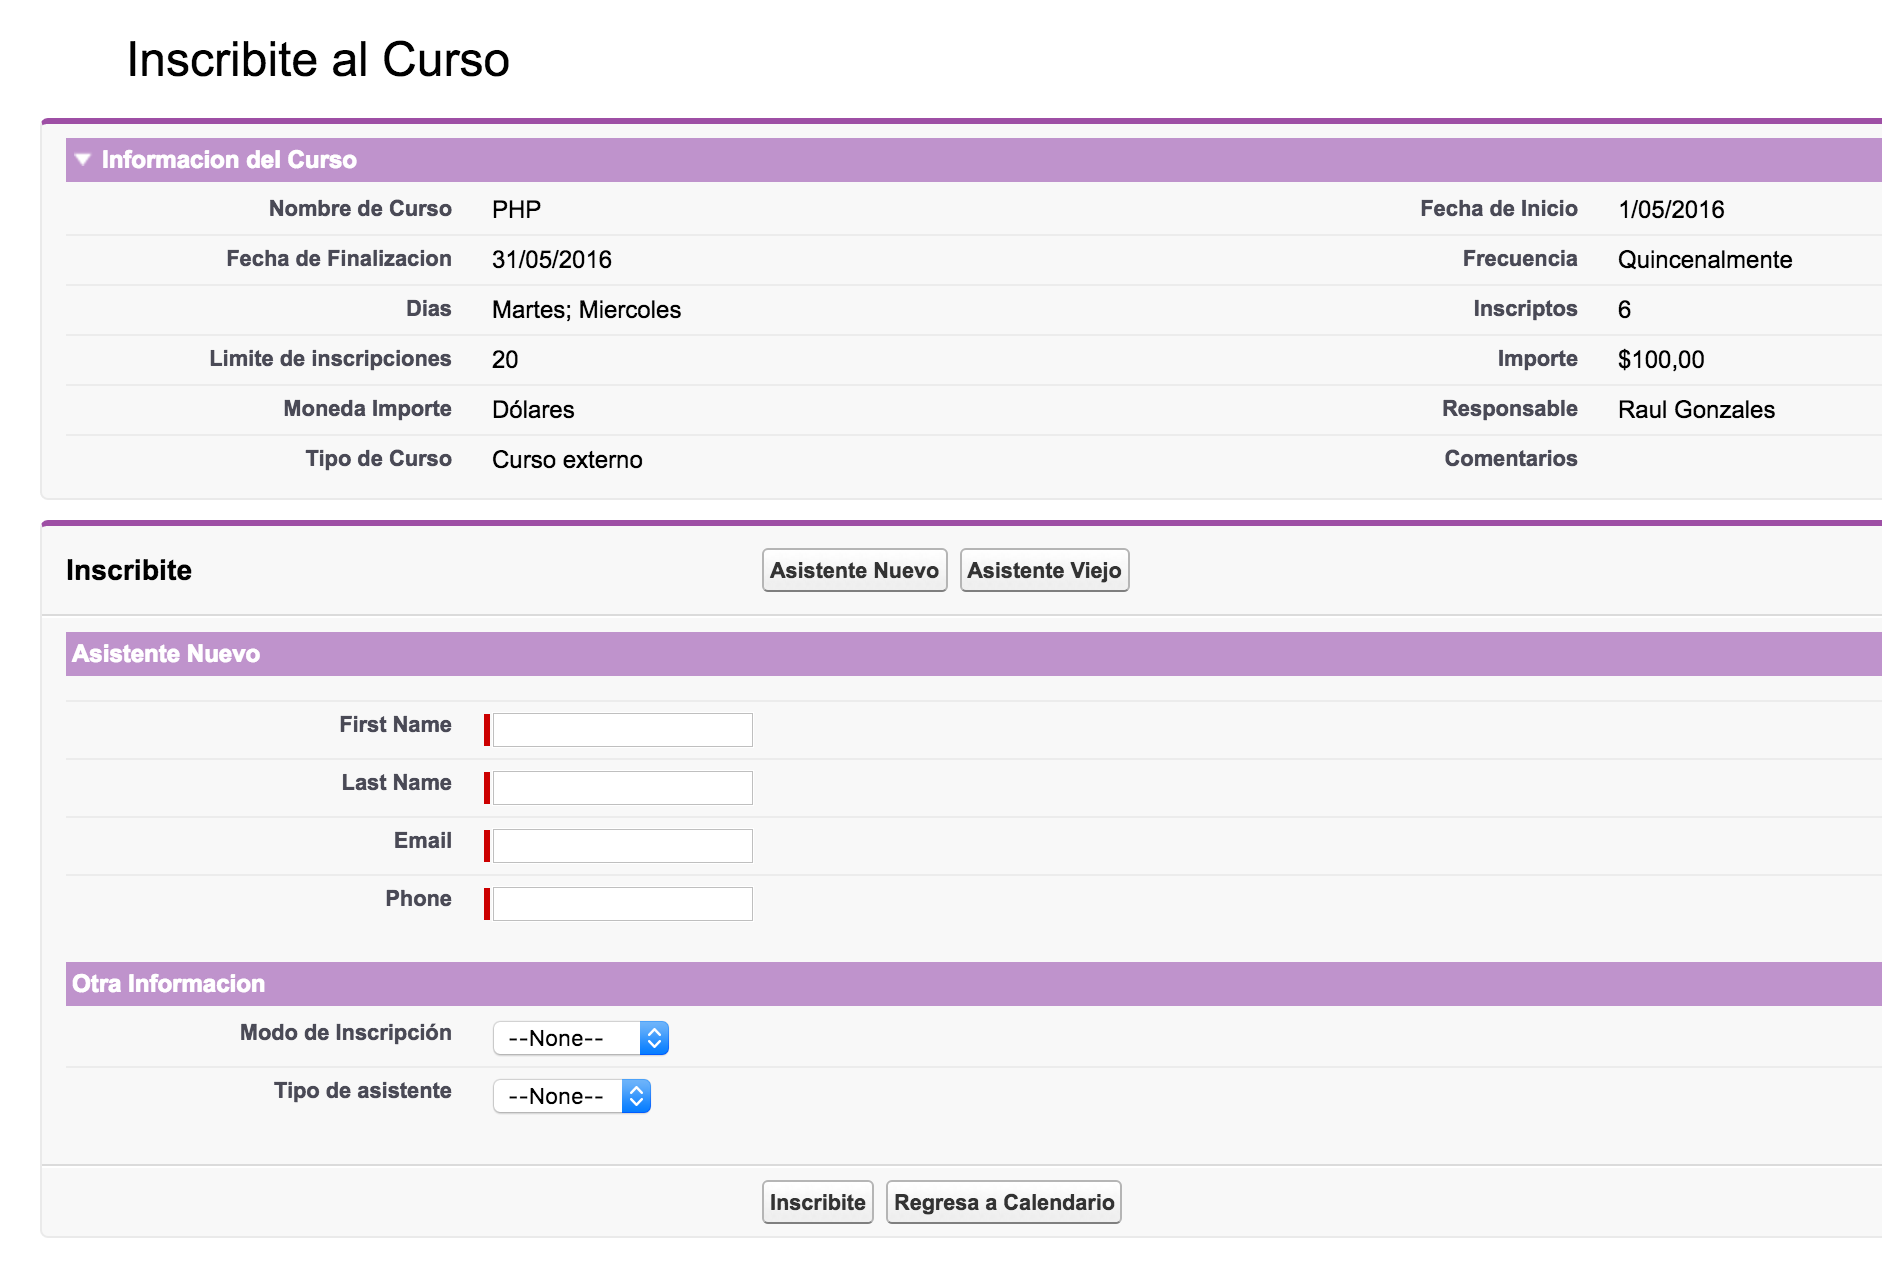 Inscribite al Curso
Informacion del Curso
Nombre de Curso PHP Fecha de Inicio 1/05/2016
Fecha de Finalizacion 31/05/2016 Frecuencia Quincenalmente
Dias Martes; Miercoles Inscriptos 6
Limite de inscripciones 20 Importe $100,00
Moneda Importe Dólares Responsable Raul Gonzales
Tipo de Curso Curso externo Comentarios
Inscribite Asistente Nuevo Asistente Viejo
Asistente Nuevo
First Name
Last Name
Email
Phone
Otra Informacion
Modo de Inscripción --None--
Tipo de asistente --None--
Inscribite Regresa a Calendario